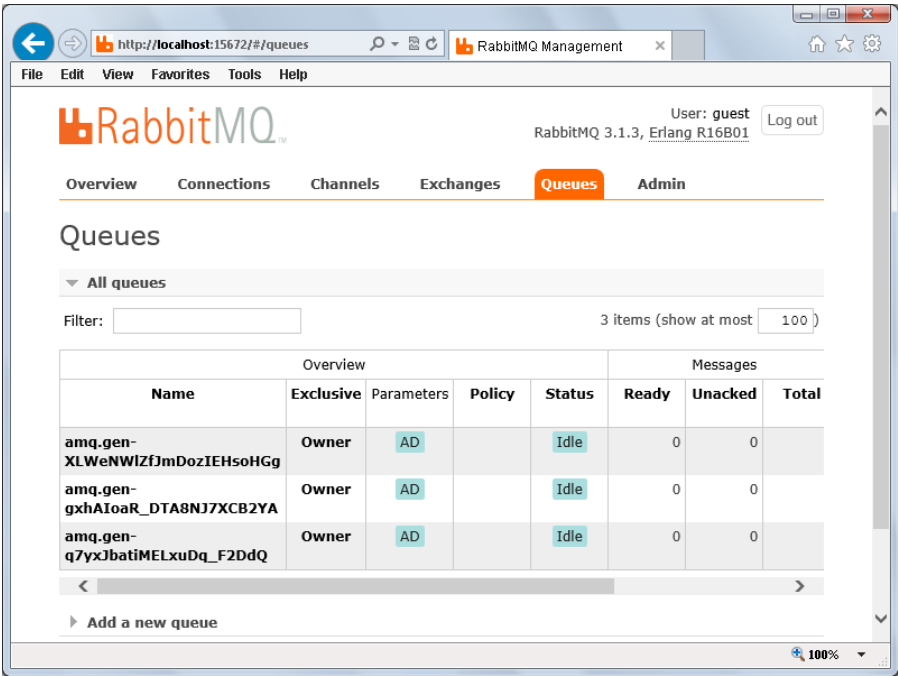 http://localhost:15672/#/queues
RabbitMQ Management
File Edit View Favorites Tools Help
RabbitMQ™
User: guest
RabbitMQ 3.1.3, Erlang R16B01
Log out
Overview Connections Channels Exchanges Queues Admin
Queues
All queues
Filter:
3 items (show at most 100 )
Overview Messages
Name Exclusive Parameters Policy Status Ready Unacked Total
amq.gen-
XLWeNWlZfJmDozIEHsoHGg Owner AD Idle 0 0
amq.gen-
gxhAIoaR_DTA8NJ7XCB2YA Owner AD Idle 0 0
amq.gen-
q7yxJbatiMELxuDq_F2DdQ Owner AD Idle 0 0
Add a new queue
100%